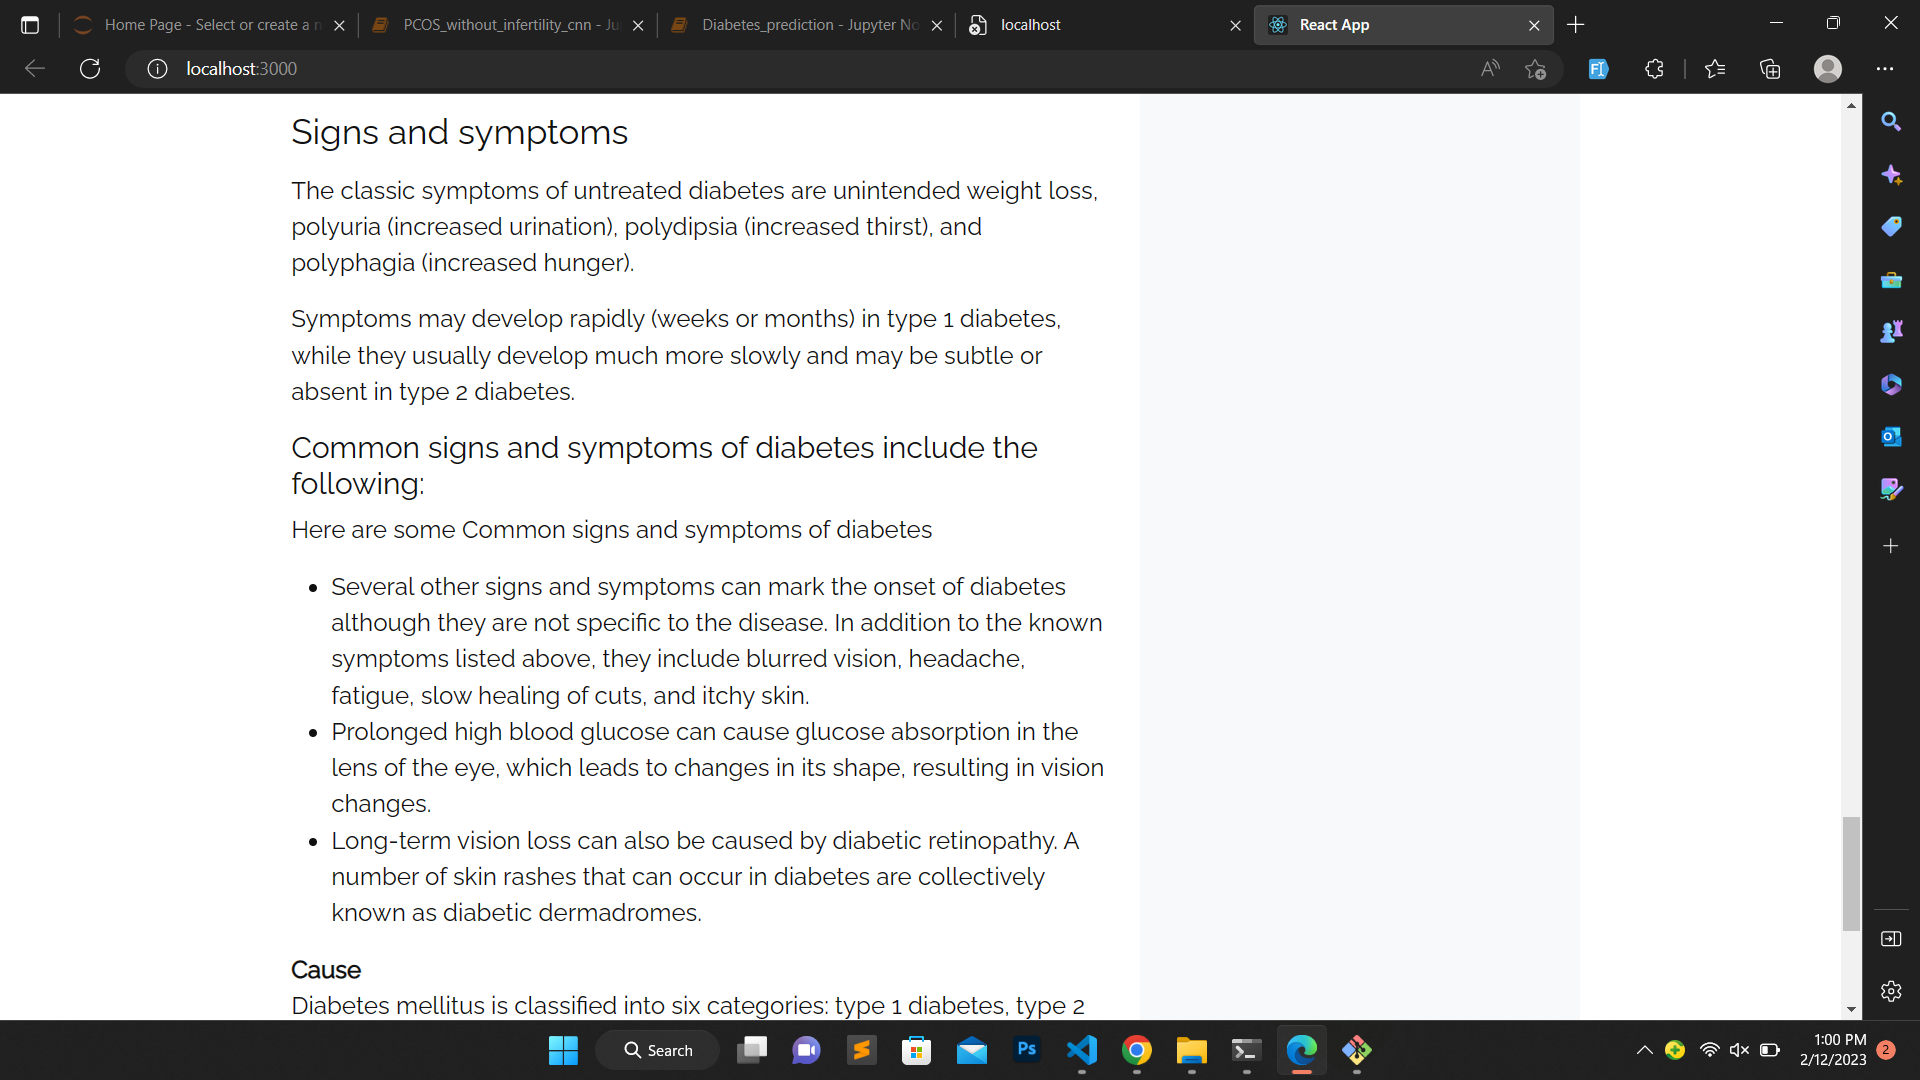 Home Page - Select or create a n
PCOS_without_infertility_cnn - Ju
Diabetes_prediction - Jupyter No
localhost
React App
localhost:3000
Signs and symptoms
The classic symptoms of untreated diabetes are unintended weight loss,
polyuria (increased urination), polydipsia (increased thirst), and
polyphagia (increased hunger).
Symptoms may develop rapidly (weeks or months) in type 1 diabetes,
while they usually develop much more slowly and may be subtle or
absent in type 2 diabetes.
Common signs and symptoms of diabetes include the
following:
Here are some Common signs and symptoms of diabetes
• Several other signs and symptoms can mark the onset of diabetes
although they are not specific to the disease. In addition to the known
symptoms listed above, they include blurred vision, headache,
fatigue, slow healing of cuts, and itchy skin.
• Prolonged high blood glucose can cause glucose absorption in the
lens of the eye, which leads to changes in its shape, resulting in vision
changes.
• Long-term vision loss can also be caused by diabetic retinopathy. A
number of skin rashes that can occur in diabetes are collectively
known as diabetic dermadromes.
Cause
Diabetes mellitus is classified into six categories: type 1 diabetes, type 2
Search
Ps
1:00 PM
2/12/2023
2